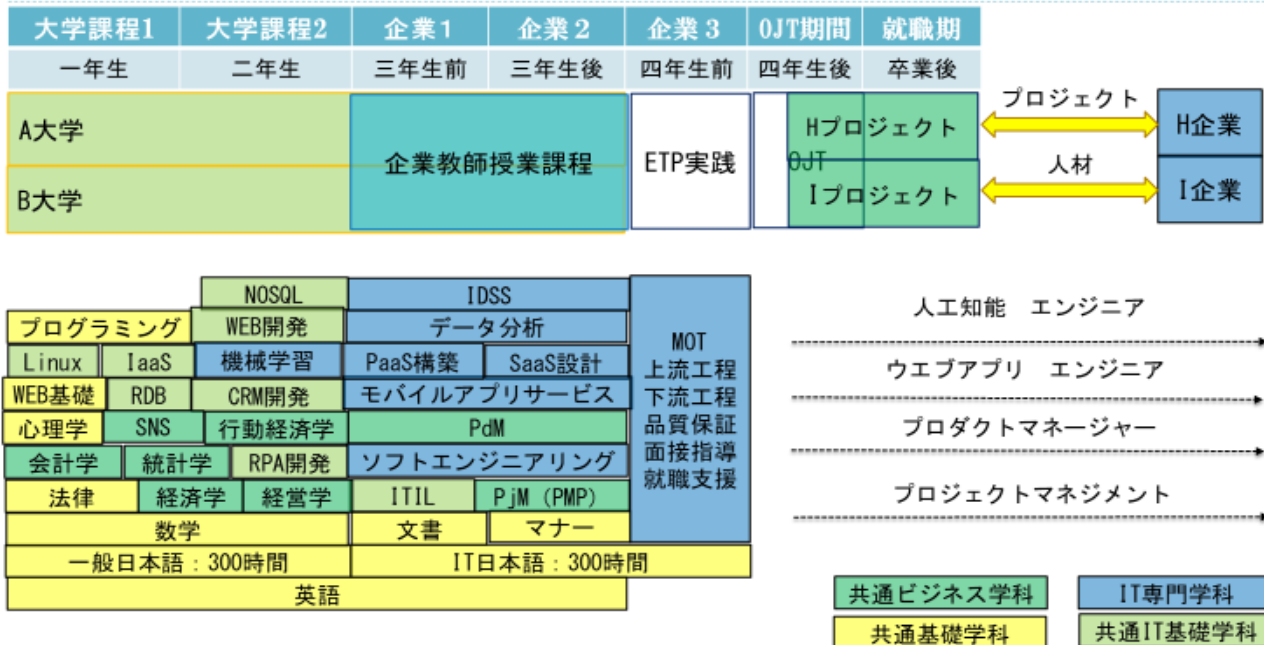 大学課程1 大学課程2 企業1 企業2 企業3 OJT期間 就職期
一年生 二年生 三年生前 三年生後 四年生前 四年生後 卒業後
A大学
B大学
企業教師授業課程
ETP実践
OJT
Hプロジェクト
Iプロジェクト
プロジェクト
人材
H企業
I企業
NOSQL IDSS
プログラミング WEB開発 データ分析
Linux IaaS 機械学習 PaaS構築 SaaS設計
WEB基礎 RDB CRM開発 モバイルアプリサービス
心理学 SNS 行動経済学 PdM
会計学 統計学 RPA開発 ソフトエンジニアリング
法律 経済学 経営学 ITIL PjM (PMP)
数学 文書 マナー
一般日本語：300時間 IT日本語：300時間
英語
MOT
上流工程
下流工程
品質保証
面接指導
就職支援
人工知能 エンジニア
ウエブアプリ エンジニア
プロダクトマネージャー
プロジェクトマネジメント
共通ビジネス学科 IT専門学科
共通基礎学科 共通IT基礎学科